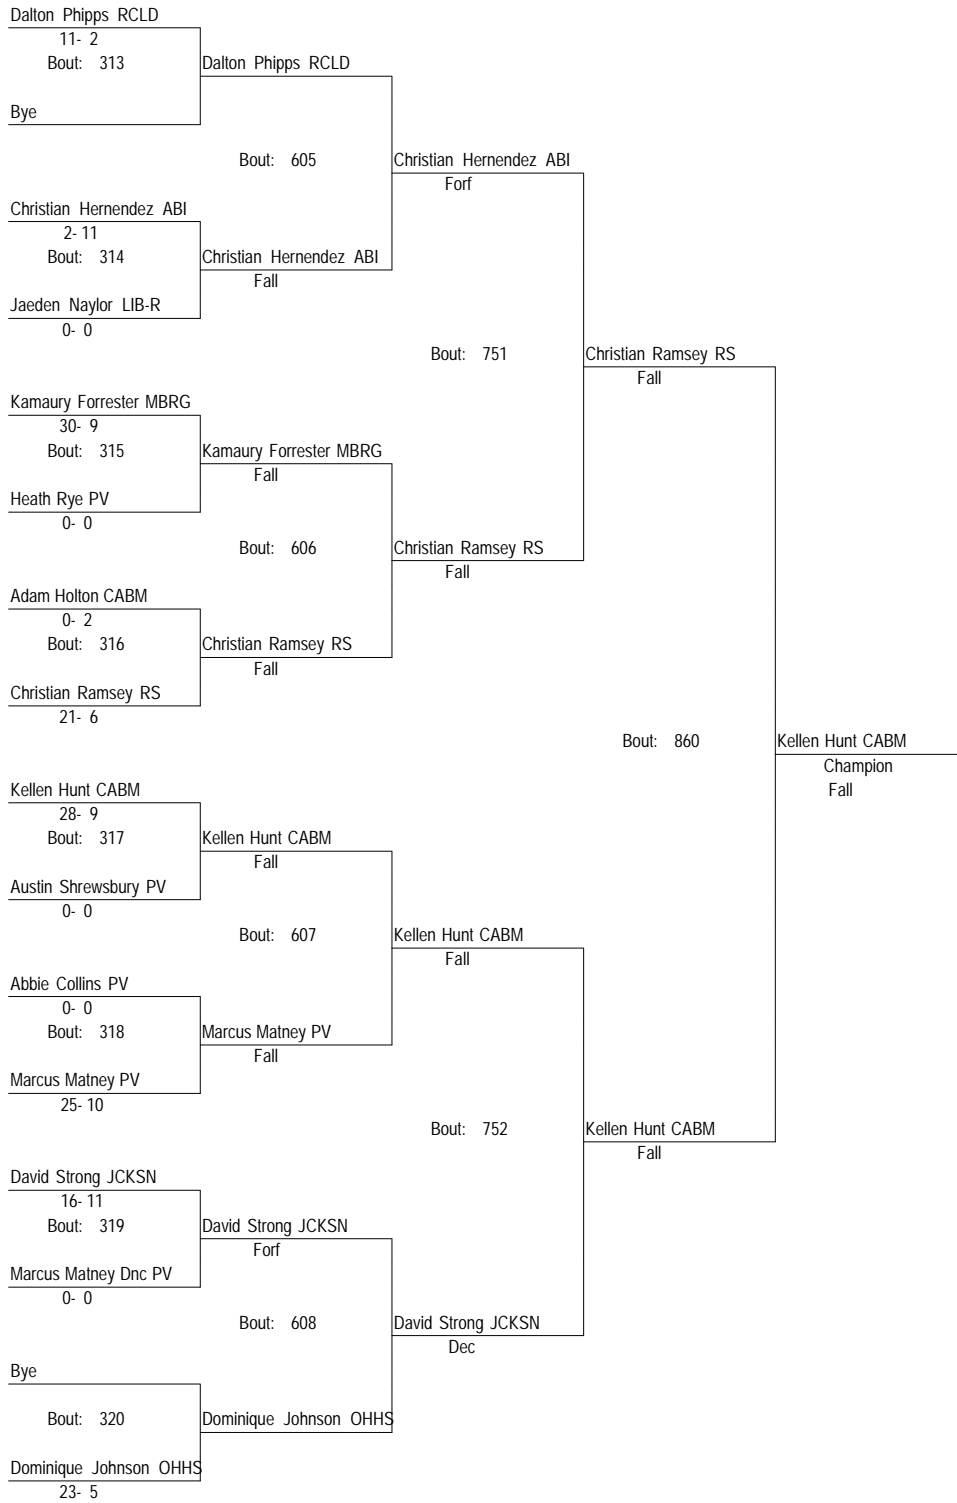 Dalton Phipps RCLD
11- 2
Bout: 313
Dalton Phipps RCLD
Bye
Bout: 605
Christian Hernendez ABI
Forf
Christian Hernendez ABI
2- 11
Bout: 314
Christian Hernendez ABI
Fall
Jaeden Naylor LIB-R
0- 0
Bout: 751
Christian Ramsey RS
Fall
Kamaury Forrester MBRG
30- 9
Bout: 315
Kamaury Forrester MBRG
Fall
Heath Rye PV
0- 0
Bout: 606
Christian Ramsey RS
Fall
Adam Holton CABM
0- 2
Bout: 316
Christian Ramsey RS
Fall
Christian Ramsey RS
21- 6
Bout: 860
Kellen Hunt CABM
Champion
Fall
Kellen Hunt CABM
28- 9
Bout: 317
Kellen Hunt CABM
Fall
Austin Shrewsbury PV
0- 0
Bout: 607
Kellen Hunt CABM
Fall
Abbie Collins PV
0- 0
Bout: 318
Marcus Matney PV
Fall
Marcus Matney PV
25- 10
Bout: 752
Kellen Hunt CABM
Fall
David Strong JCKSN
16- 11
Bout: 319
David Strong JCKSN
Forf
Marcus Matney Dnc PV
0- 0
Bout: 608
David Strong JCKSN
Dec
Bye
Bout: 320
Dominique Johnson OHHS
Dominique Johnson OHHS
23- 5